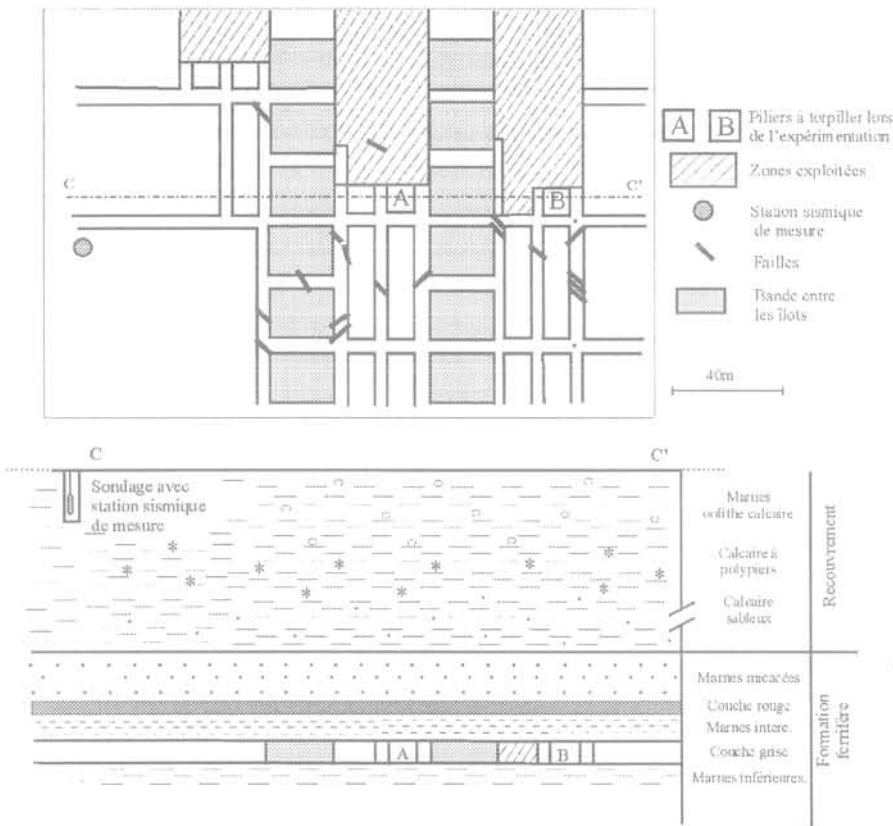 A
B
C
C'
A B Piliers à torpiller lors
de l'expérimentation
Zones exploitées
Station sismique
de mesure
Failles
Bande entre
les îlots
40m
C
C'
Sondage avec
station sismique
de mesure
Marnes
oolithe calcaire
Calcaire à
polypiers
Calcaire
sableux
Recouvrement
Marnes micacées
Couche rouge
Marnes interc.
Couche grise
Marnes inférieures.
Formation
ferrifère
A
B